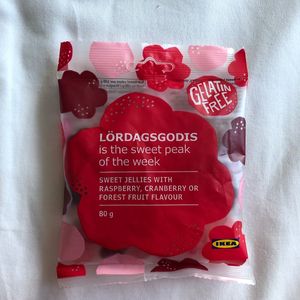 GELATIN
FREE
LÖRDAGSGODIS
is the sweet peak
of the week
SWEET JELLIES WITH
RASPBERRY, CRANBERRY OR
FOREST FRUIT FLAVOUR
80 g
IKEA